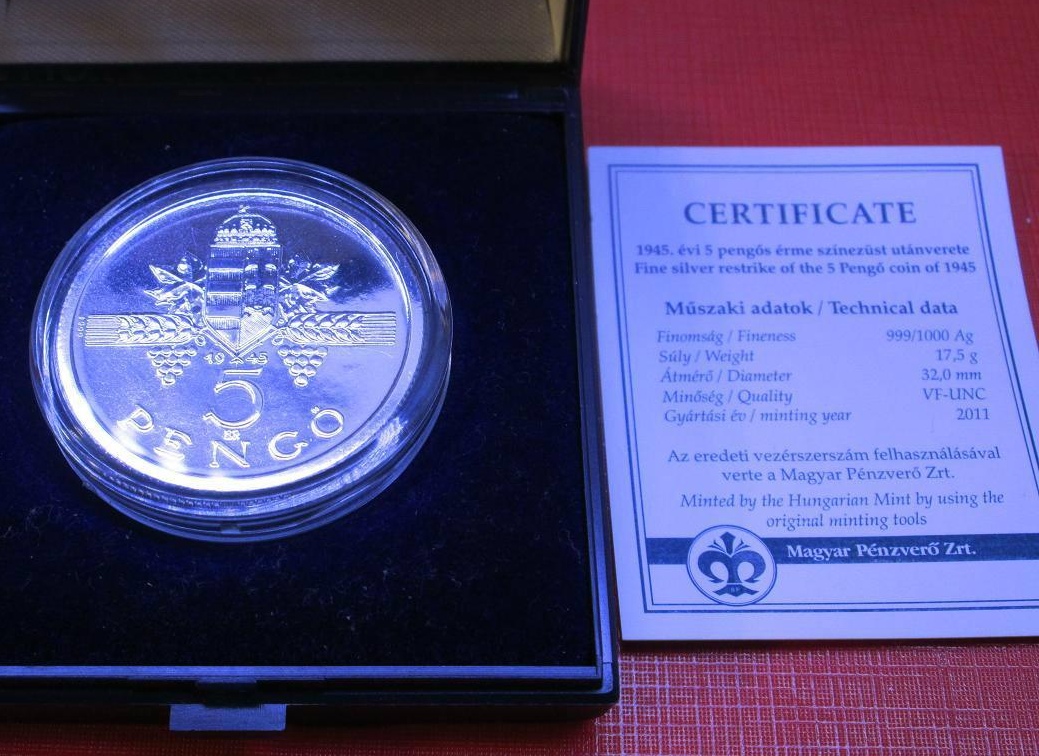 999
1945
5
BP
PENGŐ
CERTIFICATE
1945. évi 5 pengős érme színezüst utánverete
Fine silver restrike of the 5 Pengő coin of 1945
Műszaki adatok / Technical data
Finomság / Fineness 999/1000 Ag
Súly / Weight 17,5 g
Átmérő / Diameter 32,0 mm
Minőség / Quality VF-UNC
Gyártási év / minting year 2011
Az eredeti vezérszerszám felhasználásával
verte a Magyar Pénzverő Zrt.
Minted by the Hungarian Mint by using the
original minting tools
Magyar Pénzverő Zrt.